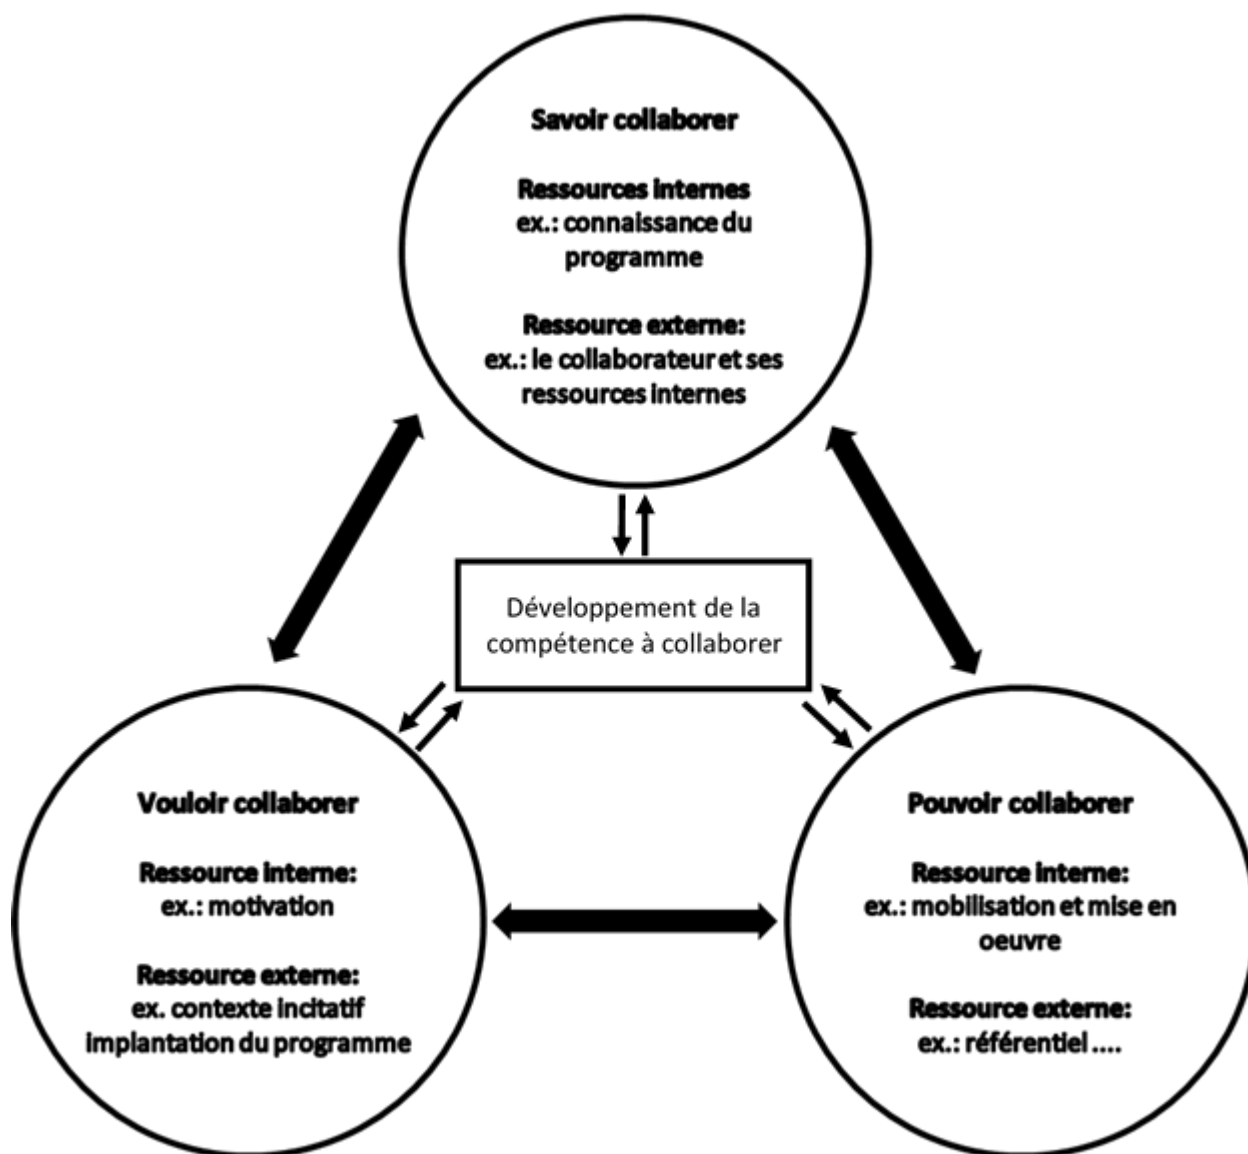 Savoir collaborer
Ressources internes
ex.: connaissance du
programme
Ressource externe:
ex.: le collaborateur et ses
ressources internes
Développement de la
compétence à collaborer
Vouloir collaborer
Ressource interne:
ex.: motivation
Ressource externe:
ex. contexte incitatif
implantation du programme
Pouvoir collaborer
Ressource interne:
ex.: mobilisation et mise en
oeuvre
Ressource externe:
ex.: référentiel ....